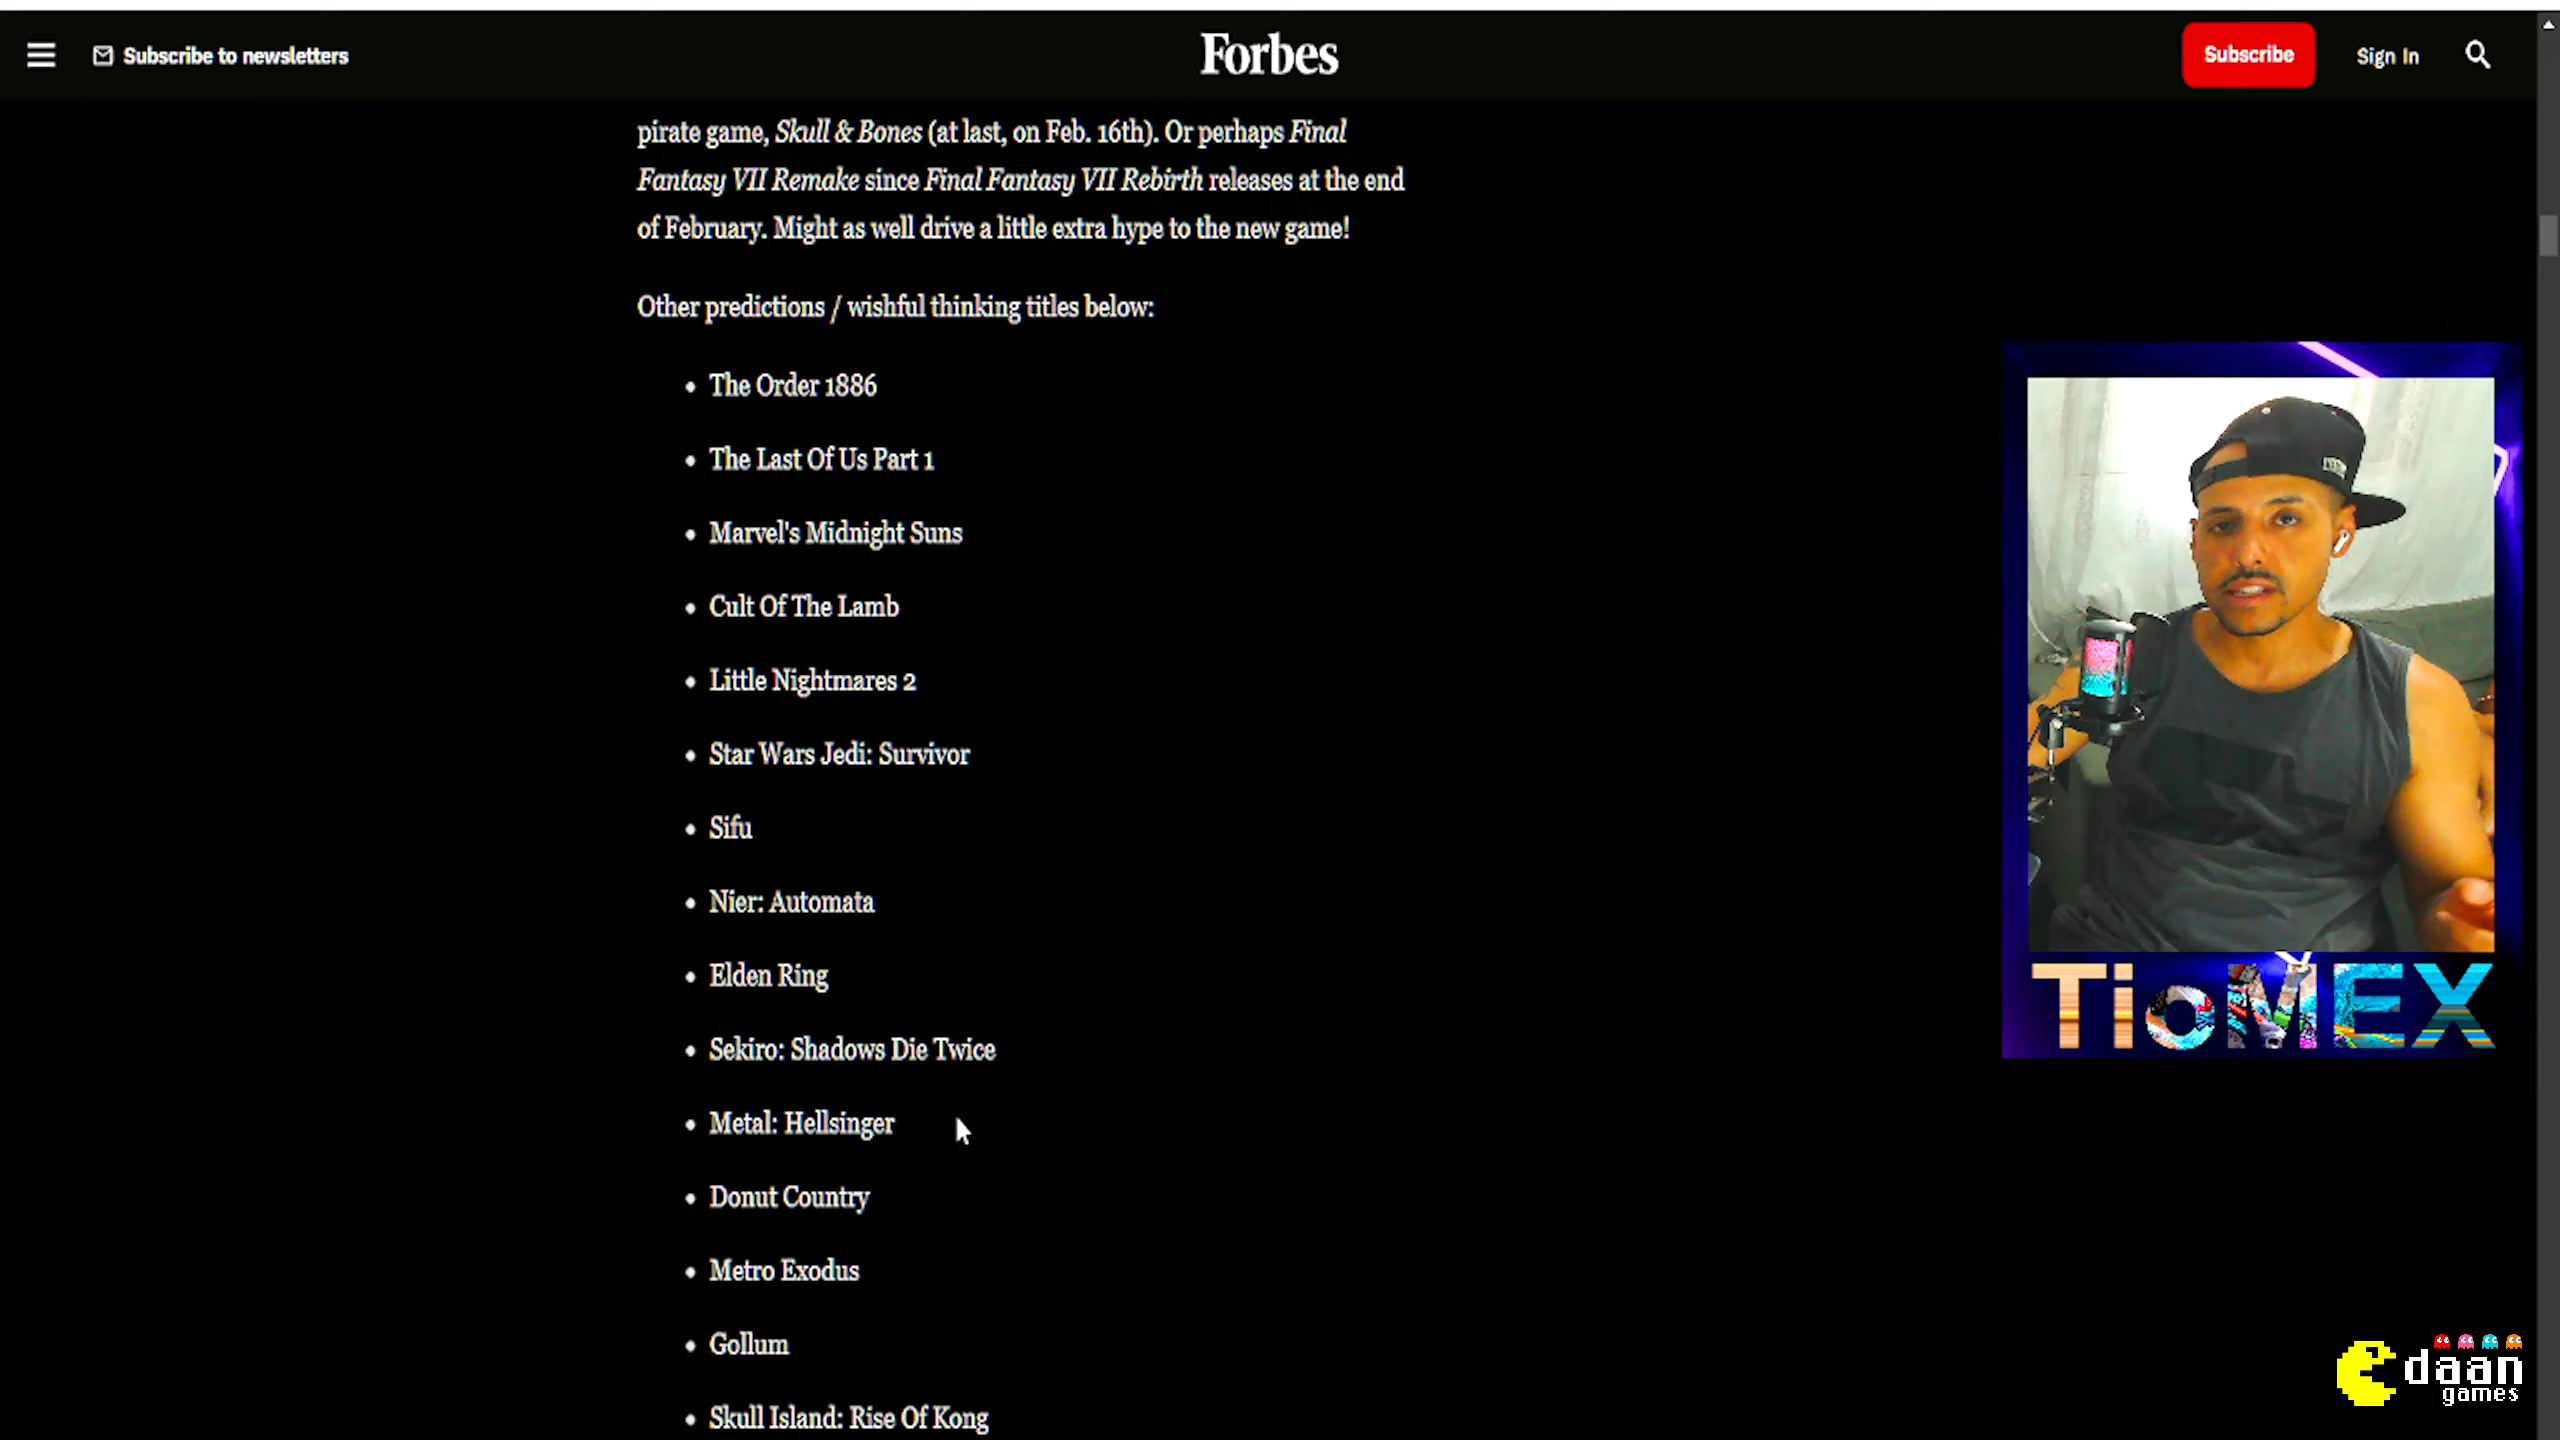 Subscribe to newsletters
Forbes
Subscribe
Sign In
pirate game, Skull & Bones (at last, on Feb. 16th). Or perhaps Final
Fantasy VII Remake since Final Fantasy VII Rebirth releases at the end
of February. Might as well drive a little extra hype to the new game!
Other predictions / wishful thinking titles below:
• The Order 1886
• The Last Of Us Part 1
• Marvel's Midnight Suns
• Cult Of The Lamb
• Little Nightmares 2
• Star Wars Jedi: Survivor
• Sifu
• Nier: Automata
• Elden Ring
• Sekiro: Shadows Die Twice
• Metal: Hellsinger
• Donut Country
• Metro Exodus
• Gollum
• Skull Island: Rise Of Kong
TioMEX
daan
games